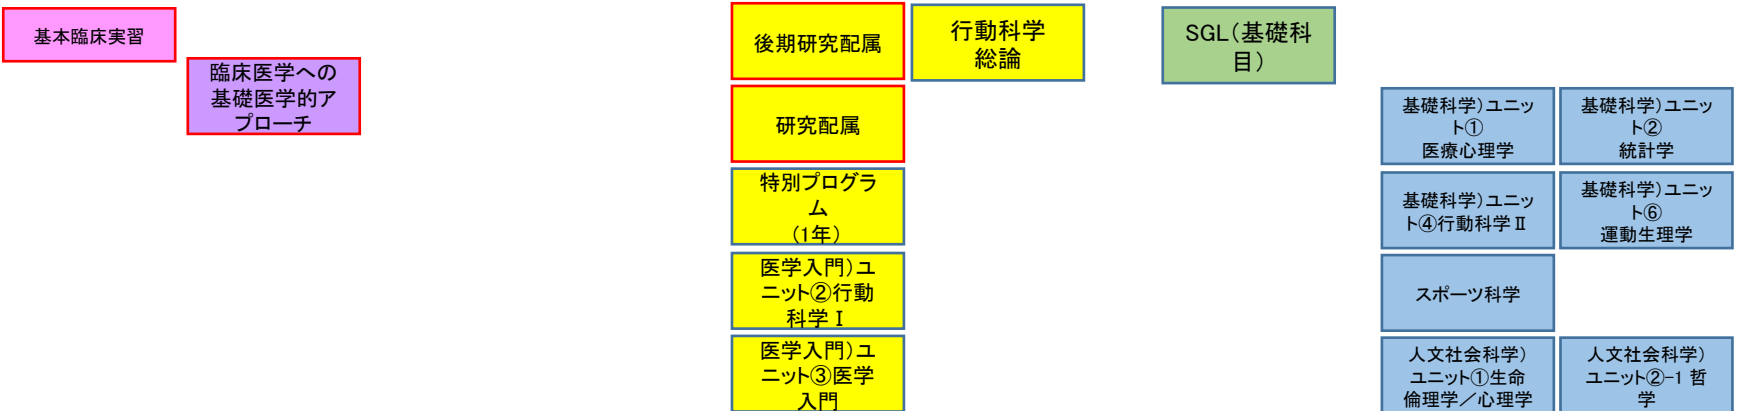 基本臨床実習
臨床医学への
基礎医学的ア
プローチ
後期研究配属
行動科学
総論
SGL（基礎科
目）
研究配属
基礎科学）ユニッ
ト①
医療心理学
基礎科学）ユニッ
ト②
統計学
特別プログラ
ム
（1年）
基礎科学）ユニッ
ト④行動科学Ⅱ
基礎科学）ユニッ
ト⑥
運動生理学
医学入門）ユ
ニット②行動
科学Ⅰ
スポーツ科学
医学入門）ユ
ニット③医学
入門
人文社会科学）
ユニット①生命
倫理学／心理学
人文社会科学）
ユニット②-1 哲
学